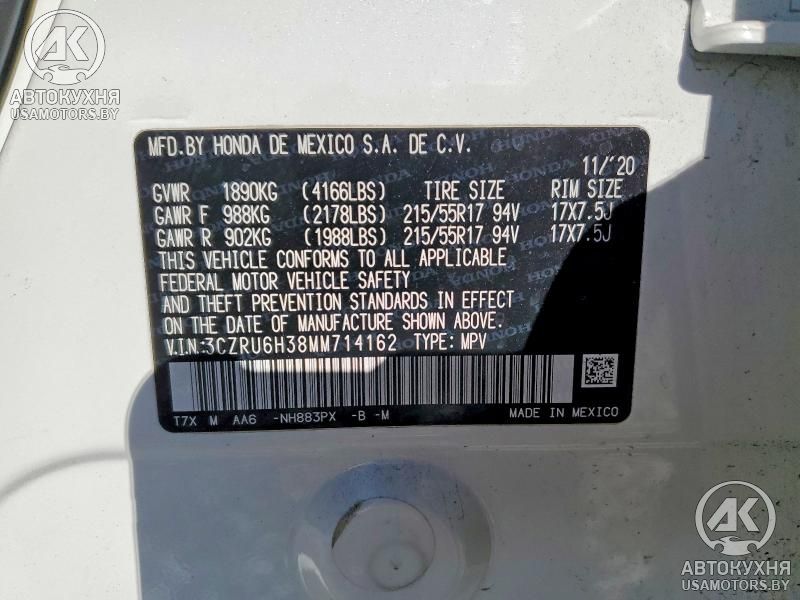 АК
АВТОКУХНЯ
USAMOTORS.BY
MFD.BY HONDA DE MEXICO S.A. DE C.V.
11/'20
GVWR 1890KG (4166LBS) TIRE SIZE RIM SIZE
GAWR F 988KG (2178LBS) 215/55R17 94V 17X7.5J
GAWR R 902KG (1988LBS) 215/55R17 94V 17X7.5J
THIS VEHICLE CONFORMS TO ALL APPLICABLE
FEDERAL MOTOR VEHICLE SAFETY
AND THEFT PREVENTION STANDARDS IN EFFECT
ON THE DATE OF MANUFACTURE SHOWN ABOVE.
V.I.N:3CZRU6H38MM714162 TYPE: MPV
T7X M AA6 -NH883PX -B -M MADE IN MEXICO
АК
АВТОКУХНЯ
USAMOTORS.BY